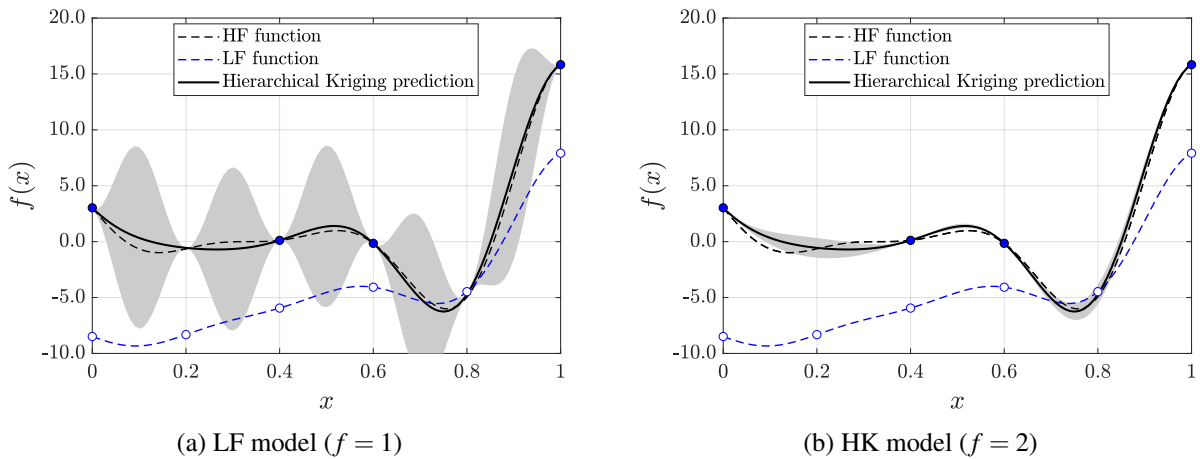 20.0
15.0
10.0
5.0
0.0
-5.0
-10.0
f(x)
HF function
LF function
Hierarchical Kriging prediction
0 0.2 0.4 0.6 0.8 1
x
(a) LF model (f = 1)
20.0
15.0
10.0
5.0
0.0
-5.0
-10.0
f(x)
HF function
LF function
Hierarchical Kriging prediction
0 0.2 0.4 0.6 0.8 1
x
(b) HK model (f = 2)